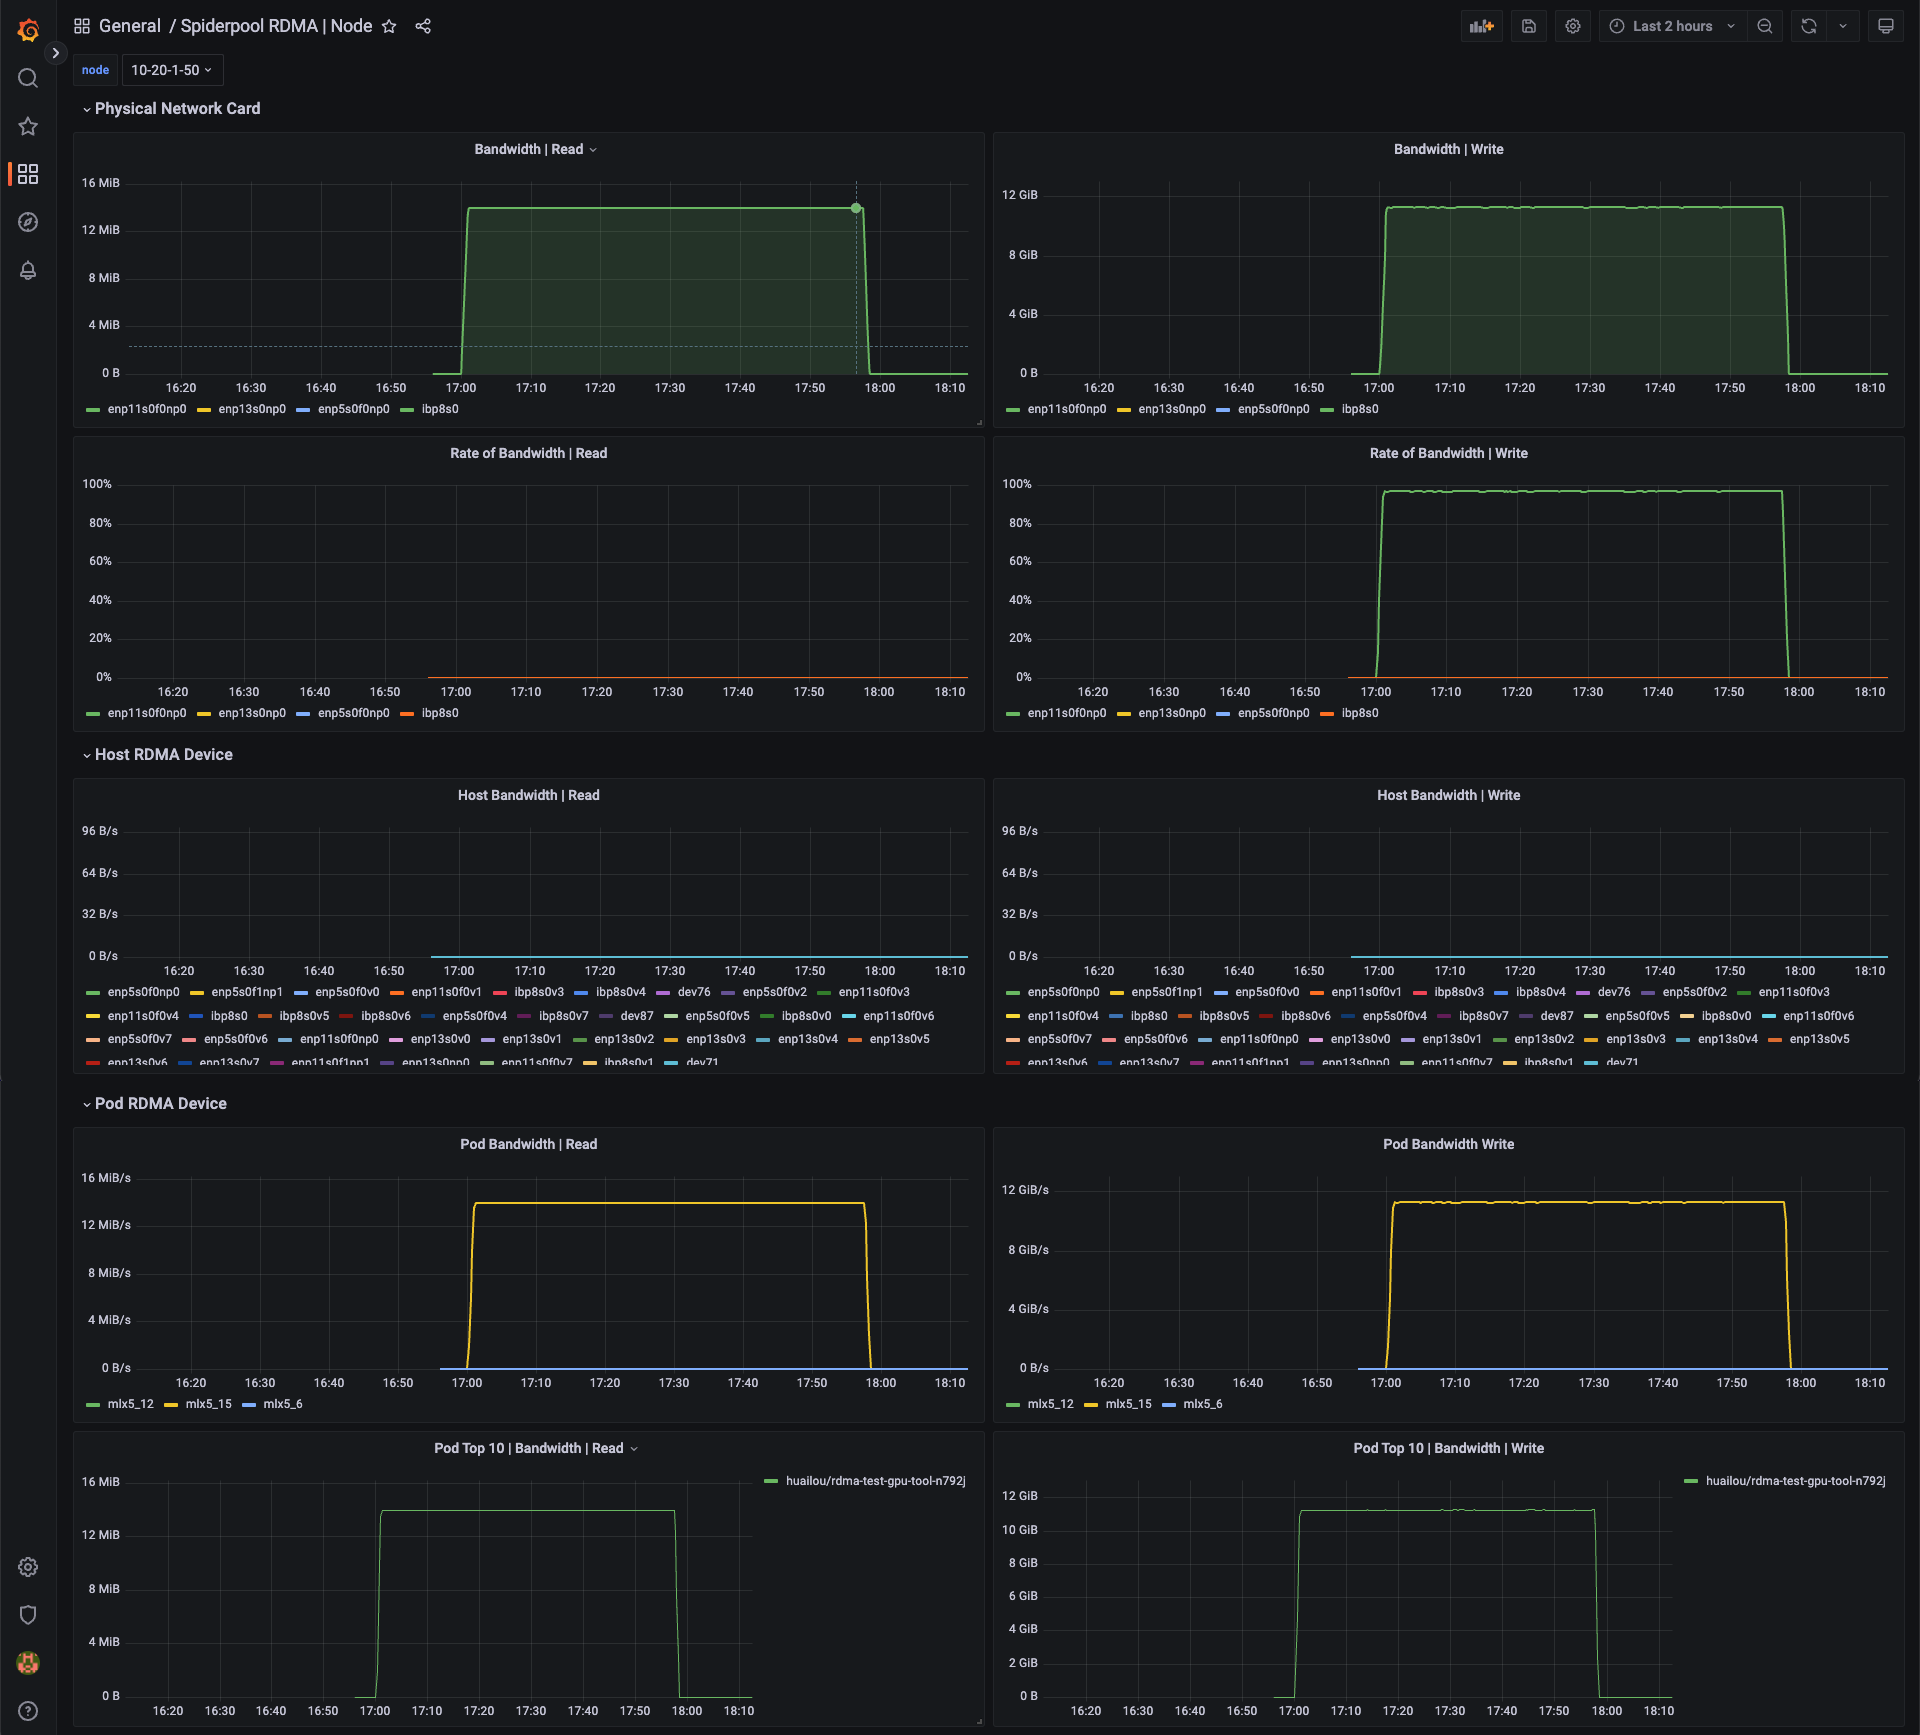 General / Spiderpool RDMA | Node
Last 2 hours
node 10-20-1-50
Physical Network Card
Bandwidth | Read
16 MiB
12 MiB
8 MiB
4 MiB
0 B
16:20 16:30 16:40 16:50 17:00 17:10 17:20 17:30 17:40 17:50 18:00 18:10
enp11s0f0np0 enp13s0np0 enp5s0f0np0 ibp8s0
Bandwidth | Write
12 GiB
8 GiB
4 GiB
0 B
16:20 16:30 16:40 16:50 17:00 17:10 17:20 17:30 17:40 17:50 18:00 18:10
enp11s0f0np0 enp13s0np0 enp5s0f0np0 ibp8s0
Rate of Bandwidth | Read
100%
80%
60%
40%
20%
0%
16:20 16:30 16:40 16:50 17:00 17:10 17:20 17:30 17:40 17:50 18:00 18:10
enp11s0f0np0 enp13s0np0 enp5s0f0np0 ibp8s0
Rate of Bandwidth | Write
100%
80%
60%
40%
20%
0%
16:20 16:30 16:40 16:50 17:00 17:10 17:20 17:30 17:40 17:50 18:00 18:10
enp11s0f0np0 enp13s0np0 enp5s0f0np0 ibp8s0
Host RDMA Device
Host Bandwidth | Read
96 B/s
64 B/s
32 B/s
0 B/s
16:20 16:30 16:40 16:50 17:00 17:10 17:20 17:30 17:40 17:50 18:00 18:10
enp5s0f0np0 enp5s0f1np1 enp5s0f0v0 enp11s0f0v1 ibp8s0v3 ibp8s0v4 dev76 enp5s0f0v2 enp11s0f0v3
enp11s0f0v4 ibp8s0 ibp8s0v5 ibp8s0v6 enp5s0f0v4 ibp8s0v7 dev87 enp5s0f0v5 ibp8s0v0 enp11s0f0v6
enp5s0f0v7 enp5s0f0v6 enp11s0f0np0 enp13s0v0 enp13s0v1 enp13s0v2 enp13s0v3 enp13s0v4 enp13s0v5
enp13s0v6 enp13s0v7 enp11s0f1np1 enp13s0np0 enp11s0f0v7 ibp8s0v1 dev71
Host Bandwidth | Write
96 B/s
64 B/s
32 B/s
0 B/s
16:20 16:30 16:40 16:50 17:00 17:10 17:20 17:30 17:40 17:50 18:00 18:10
enp5s0f0np0 enp5s0f1np1 enp5s0f0v0 enp11s0f0v1 ibp8s0v3 ibp8s0v4 dev76 enp5s0f0v2 enp11s0f0v3
enp11s0f0v4 ibp8s0 ibp8s0v5 ibp8s0v6 enp5s0f0v4 ibp8s0v7 dev87 enp5s0f0v5 ibp8s0v0 enp11s0f0v6
enp5s0f0v7 enp5s0f0v6 enp11s0f0np0 enp13s0v0 enp13s0v1 enp13s0v2 enp13s0v3 enp13s0v4 enp13s0v5
enp13s0v6 enp13s0v7 enp11s0f1np1 enp13s0np0 enp11s0f0v7 ibp8s0v1 dev71
Pod RDMA Device
Pod Bandwidth | Read
16 MiB/s
12 MiB/s
8 MiB/s
4 MiB/s
0 B/s
16:20 16:30 16:40 16:50 17:00 17:10 17:20 17:30 17:40 17:50 18:00 18:10
mlx5_12 mlx5_15 mlx5_6
Pod Bandwidth Write
12 GiB/s
8 GiB/s
4 GiB/s
0 B/s
16:20 16:30 16:40 16:50 17:00 17:10 17:20 17:30 17:40 17:50 18:00 18:10
mlx5_12 mlx5_15 mlx5_6
Pod Top 10 | Bandwidth | Read
16 MiB
12 MiB
8 MiB
4 MiB
0 B
16:20 16:30 16:40 16:50 17:00 17:10 17:20 17:30 17:40 17:50 18:00 18:10
huailou/rdma-test-gpu-tool-n792j
Pod Top 10 | Bandwidth | Write
12 GiB
10 GiB
8 GiB
6 GiB
4 GiB
2 GiB
0 B
16:20 16:30 16:40 16:50 17:00 17:10 17:20 17:30 17:40 17:50 18:00 18:10
huailou/rdma-test-gpu-tool-n792j